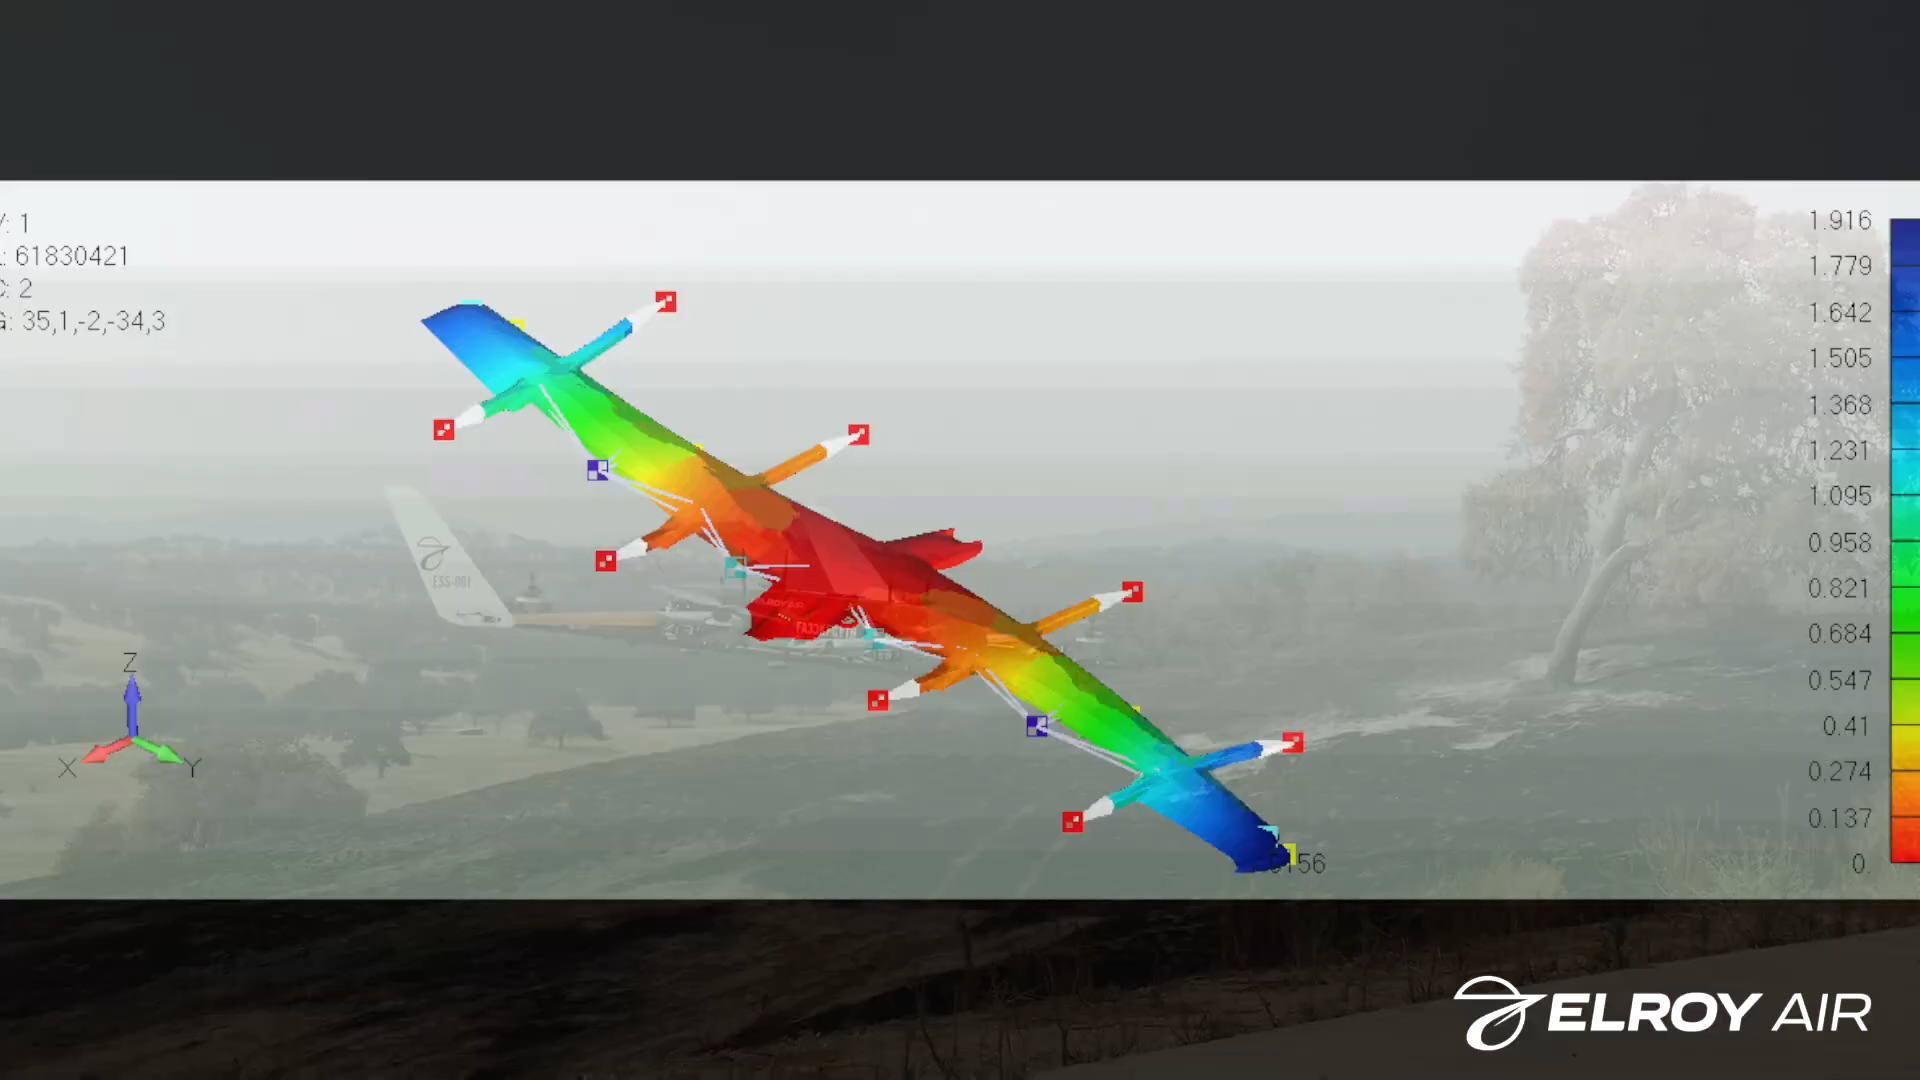 V: 1
L: 61830421
C: 2
G: 35,1,-2,-34,3
1.916
1.779
1.642
1.505
1.368
1.231
1.095
0.958
0.821
0.684
0.547
0.41
0.274
0.137
0.
ESS-001
Z
X
Y
56
ELROY AIR